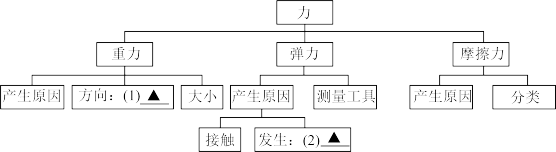 力
重力
弹力
摩擦力
产生原因
方向：(1) ▲
大小
产生原因
测量工具
产生原因
分类
接触
发生：(2) ▲